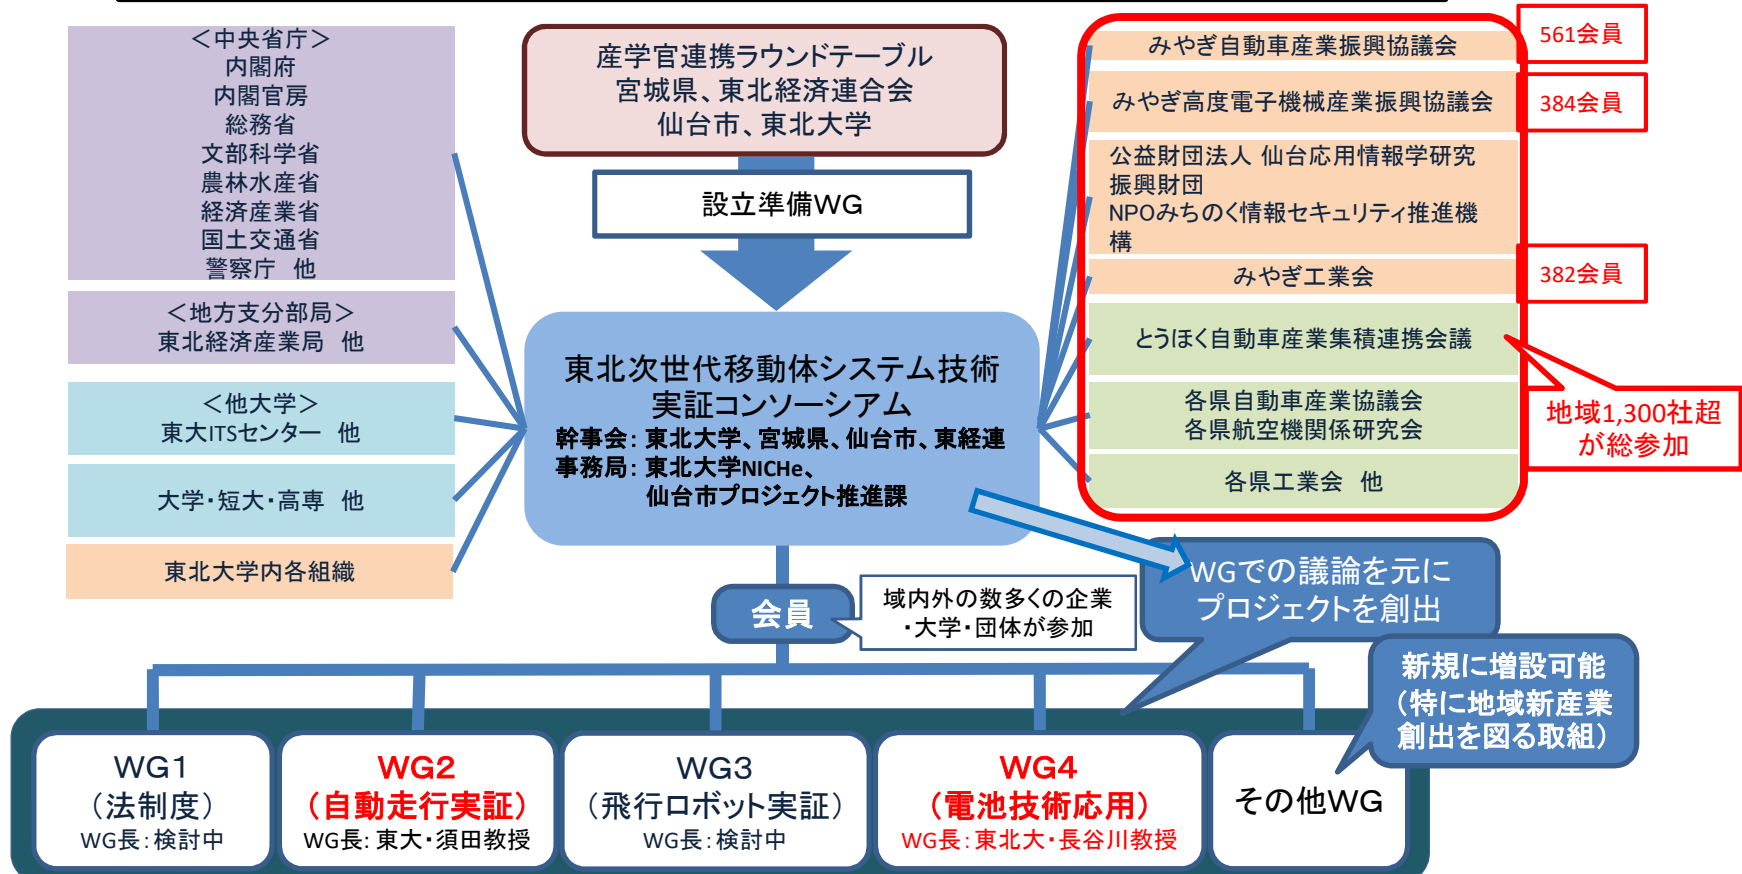 ＜中央省庁＞
内閣府
内閣官房
総務省
文部科学省
農林水産省
経済産業省
国土交通省
警察庁　他
＜地方支分部局＞
東北経済産業局　他
＜他大学＞
東大ITSセンター　他
大学・短大・高専　他
東北大学内各組織
産学官連携ラウンドテーブル
宮城県、東北経済連合会
仙台市、東北大学
設立準備WG
東北次世代移動体システム技術
実証コンソーシアム
幹事会：東北大学、宮城県、仙台市、東経連
事務局：東北大学NICHe、
仙台市プロジェクト推進課
みやぎ自動車産業振興協議会
561会員
みやぎ高度電子機械産業振興協議会
384会員
公益財団法人 仙台応用情報学研究
振興財団
NPOみちのく情報セキュリティ推進機
構
みやぎ工業会
382会員
とうほく自動車産業集積連携会議
各県自動車産業協議会
各県航空機関係研究会
各県工業会　他
地域1,300社超
が総参加
会員
域内外の数多くの企業
・大学・団体が参加
WGでの議論を元に
プロジェクトを創出
新規に増設可能
（特に地域新産業
創出を図る取組）
WG1
（法制度）
WG長：検討中
WG2
（自動走行実証）
WG長：東大・須田教授
WG3
（飛行ロボット実証）
WG長：検討中
WG4
（電池技術応用）
WG長：東北大・長谷川教授
その他WG